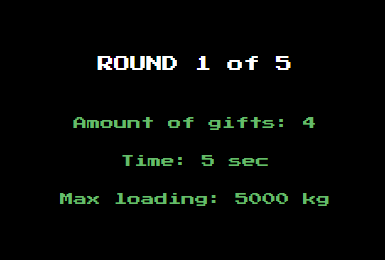 ROUND 1 of 5
Amount of gifts: 4
Time: 5 sec
Max loading: 5000 kg